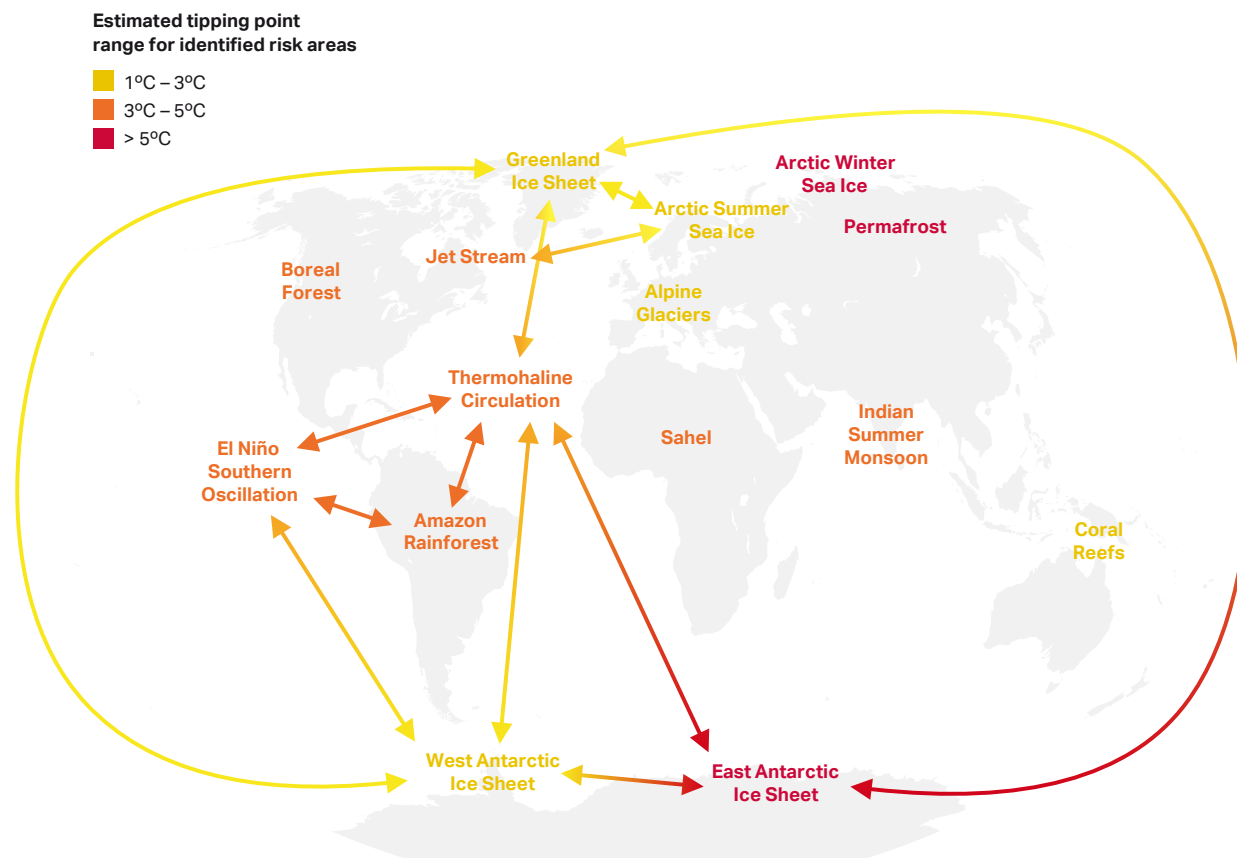 Estimated tipping point
range for identified risk areas
1ºC – 3ºC
3ºC – 5ºC
> 5ºC
Greenland
Ice Sheet
Arctic Winter
Sea Ice
Arctic Summer
Sea Ice
Permafrost
Jet Stream
Boreal
Forest
Alpine
Glaciers
Thermohaline
Circulation
Sahel
Indian
Summer
Monsoon
El Niño
Southern
Oscillation
Amazon
Rainforest
Coral
Reefs
West Antarctic
Ice Sheet
East Antarctic
Ice Sheet